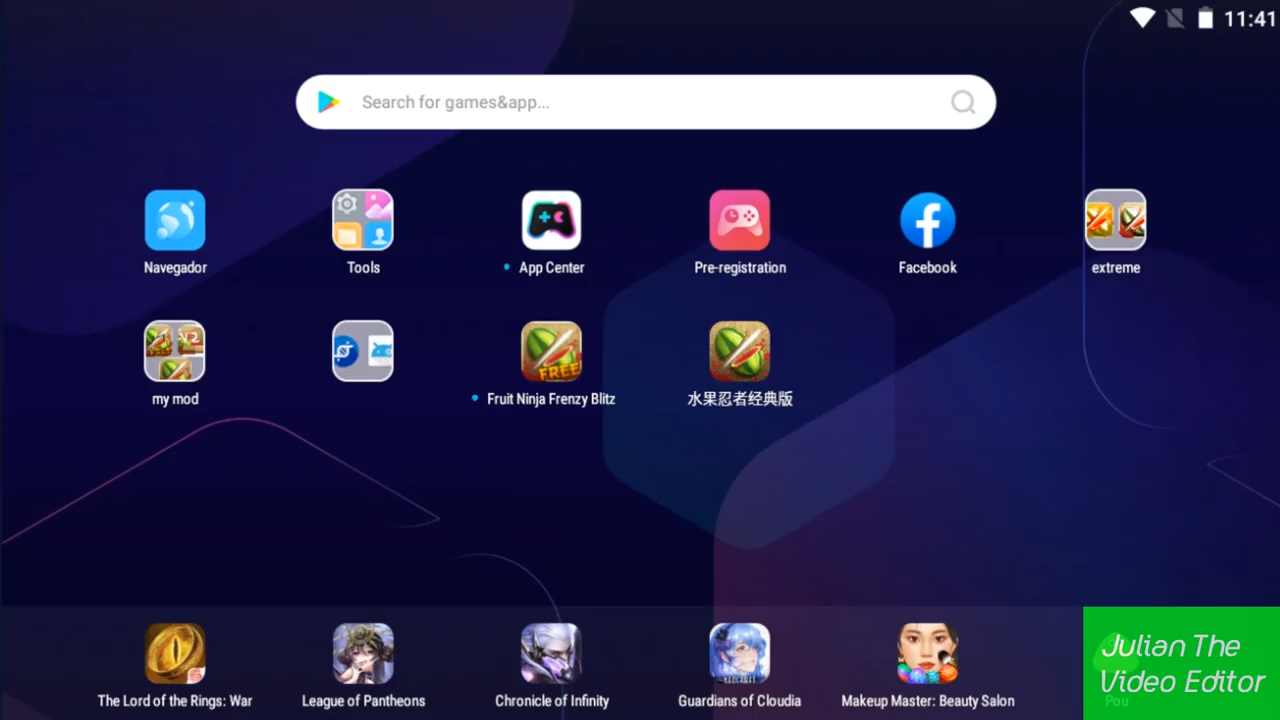 11:41
Search for games&app...
Navegador
Tools
App Center
Pre-registration
Facebook
extreme
my mod
FREE
Fruit Ninja Frenzy Blitz
水果忍者经典版
The Lord of the Rings: War
League of Pantheons
Chronicle of Infinity
Guardians of Cloudia
Makeup Master: Beauty Salon
Julian The
Video Editor
Pou